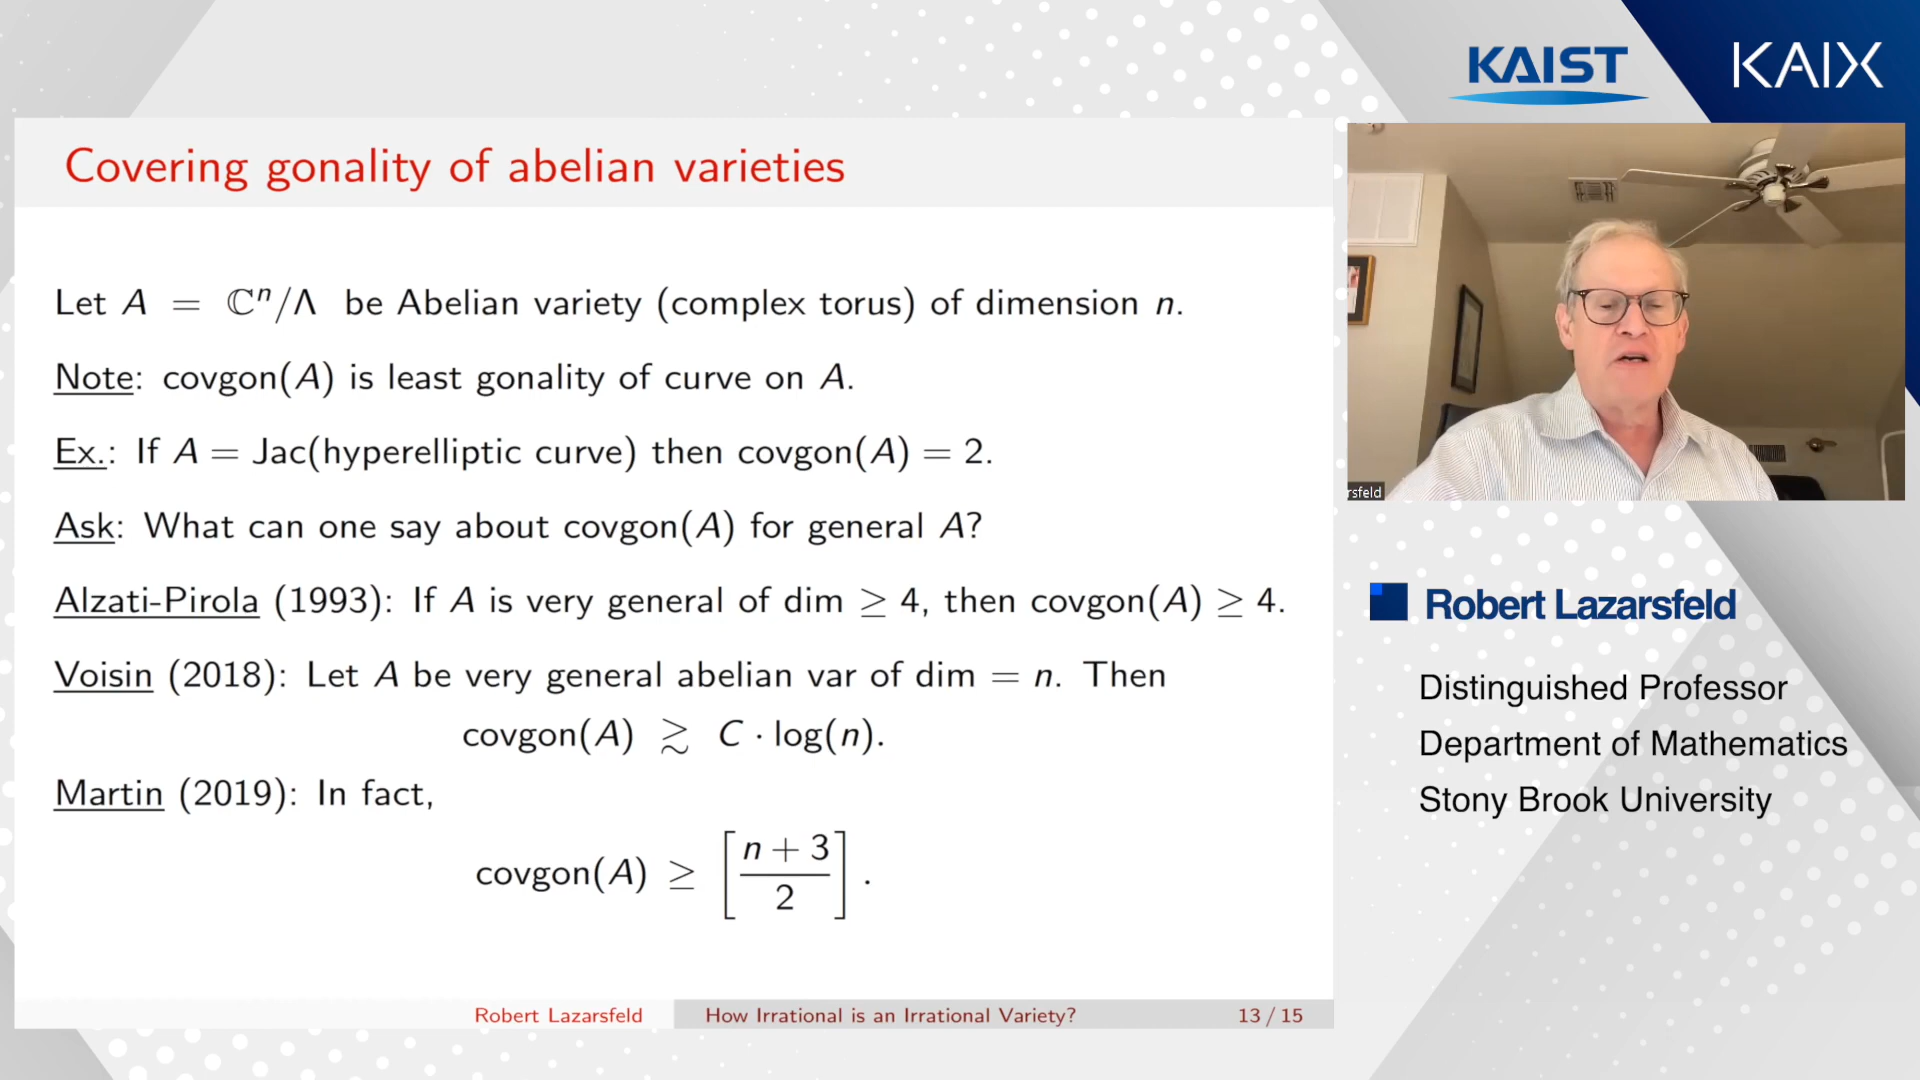 KAIST
KAIX
Covering gonality of abelian varieties
Let A = ℂⁿ/Λ be Abelian variety (complex torus) of dimension n.
Note: covgon(A) is least gonality of curve on A.
Ex.: If A = Jac(hyperelliptic curve) then covgon(A) = 2.
Ask: What can one say about covgon(A) for general A?
Alzati-Pirola (1993): If A is very general of dim ≥ 4, then covgon(A) ≥ 4.
Voisin (2018): Let A be very general abelian var of dim = n. Then
covgon(A) ≳ C · log(n).
Martin (2019): In fact,
covgon(A) ≥ [(n + 3)/2].
Robert Lazarsfeld How Irrational is an Irrational Variety? 13 / 15
rsfeld
Robert Lazarsfeld
Distinguished Professor
Department of Mathematics
Stony Brook University